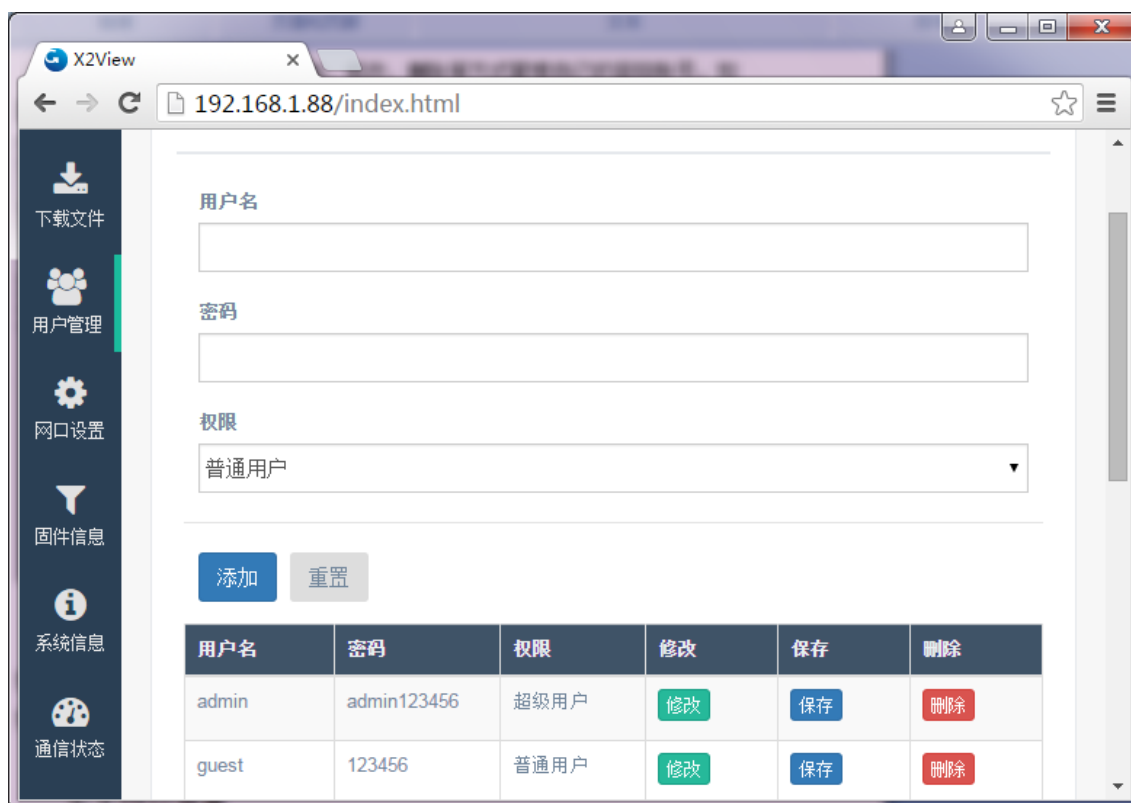 X2View
192.168.1.88/index.html
下载文件
用户管理
网口设置
固件信息
系统信息
通信状态
用户名
密码
权限
普通用户
添加 重置
用户名 密码 权限 修改 保存 删除
admin admin123456 超级用户 修改 保存 删除
guest 123456 普通用户 修改 保存 删除